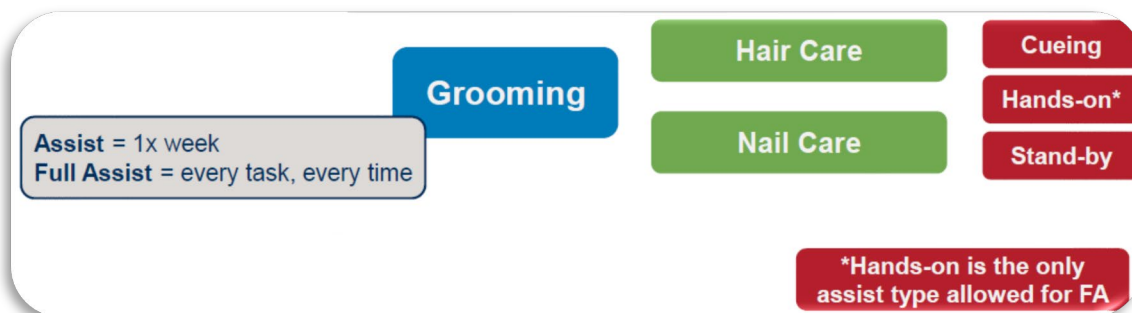 Grooming
Assist = 1x week
Full Assist = every task, every time
Hair Care
Nail Care
Cueing
Hands-on*
Stand-by
*Hands-on is the only
assist type allowed for FA